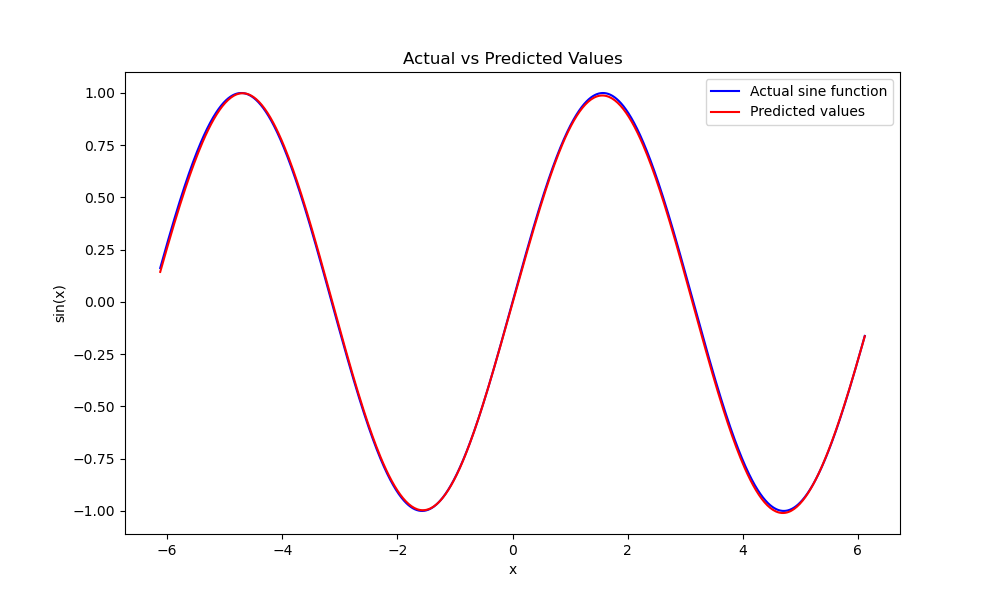 Actual vs Predicted Values
Actual sine function
Predicted values
1.00
0.75
0.50
0.25
0.00
−0.25
−0.50
−0.75
−1.00
sin(x)
−6 −4 −2 0 2 4 6
x